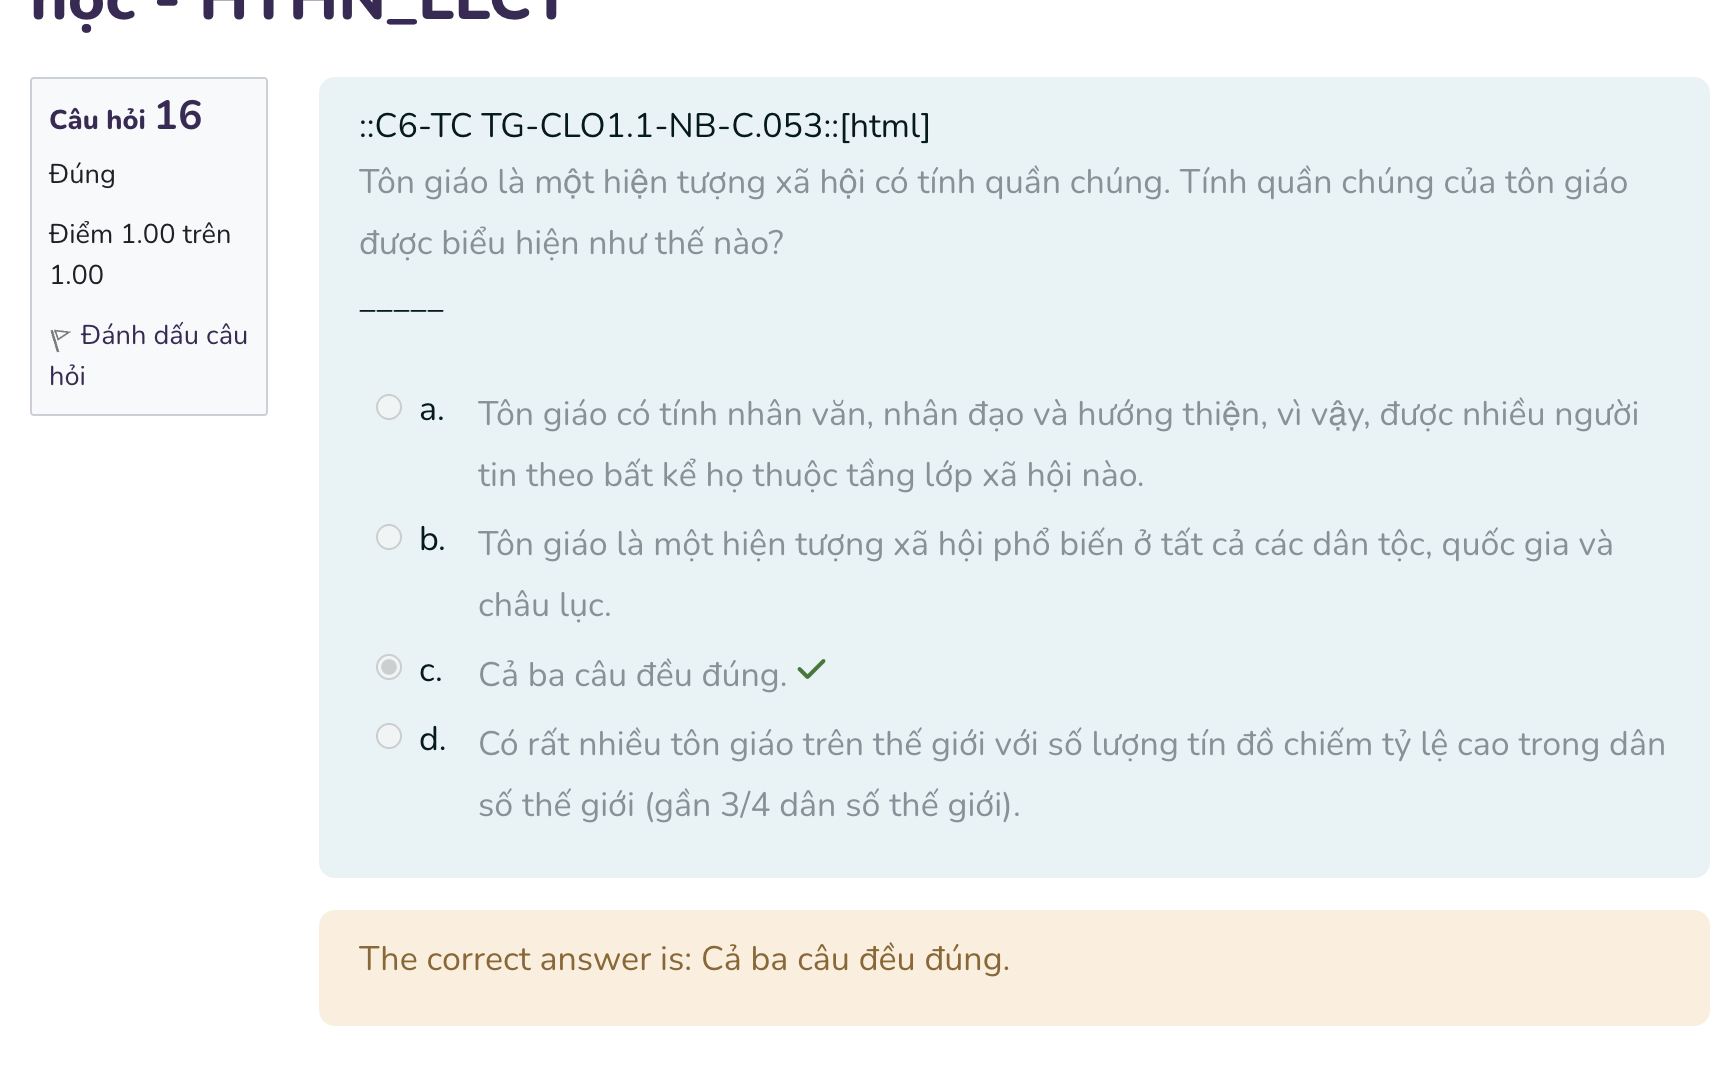 học - HTHN_ELCT
Câu hỏi 16
Đúng
Điểm 1.00 trên
1.00
Đánh dấu câu
hỏi
::C6-TC TG-CLO1.1-NB-C.053::[html]
Tôn giáo là một hiện tượng xã hội có tính quần chúng. Tính quần chúng của tôn giáo
được biểu hiện như thế nào?
_____
a. Tôn giáo có tính nhân văn, nhân đạo và hướng thiện, vì vậy, được nhiều người
tin theo bất kể họ thuộc tầng lớp xã hội nào.
b. Tôn giáo là một hiện tượng xã hội phổ biến ở tất cả các dân tộc, quốc gia và
châu lục.
c. Cả ba câu đều đúng.
d. Có rất nhiều tôn giáo trên thế giới với số lượng tín đồ chiếm tỷ lệ cao trong dân
số thế giới (gần 3/4 dân số thế giới).
The correct answer is: Cả ba câu đều đúng.